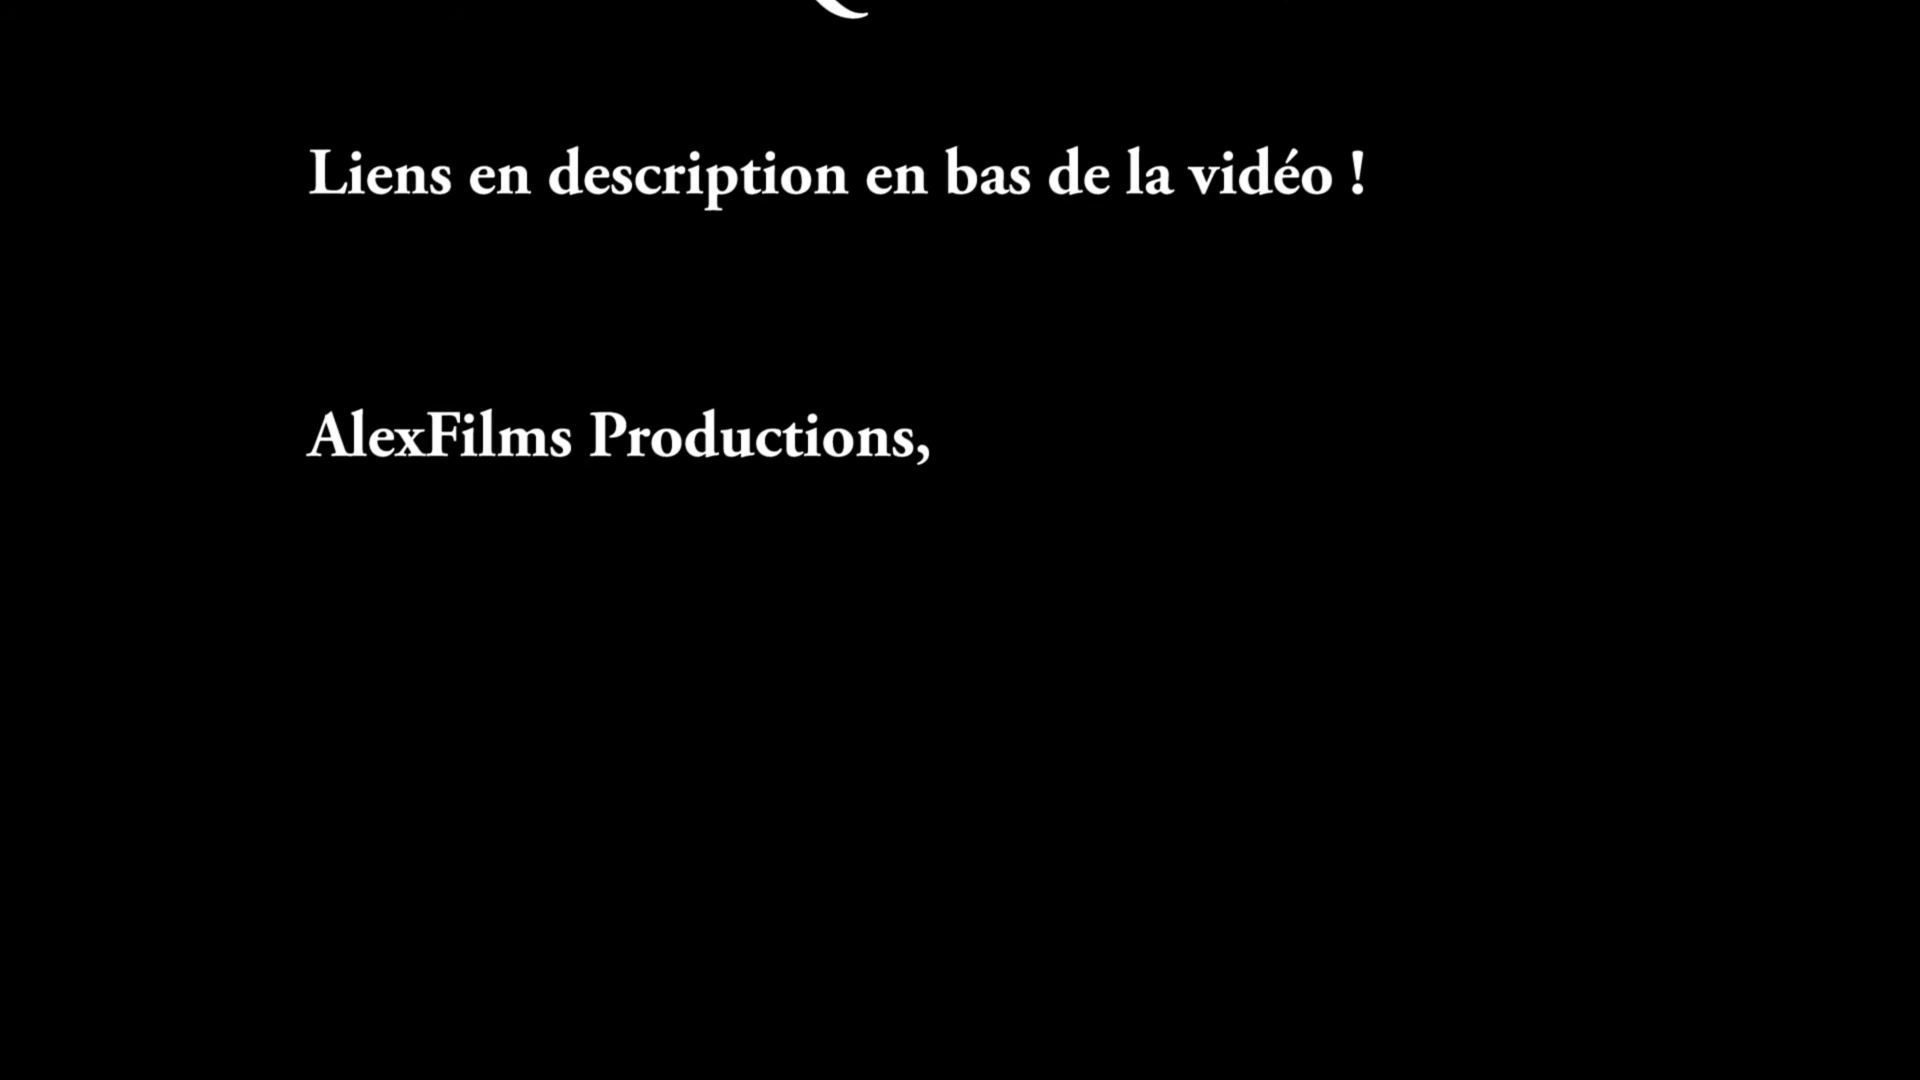 Liens en description en bas de la vidéo !
AlexFilms Productions,